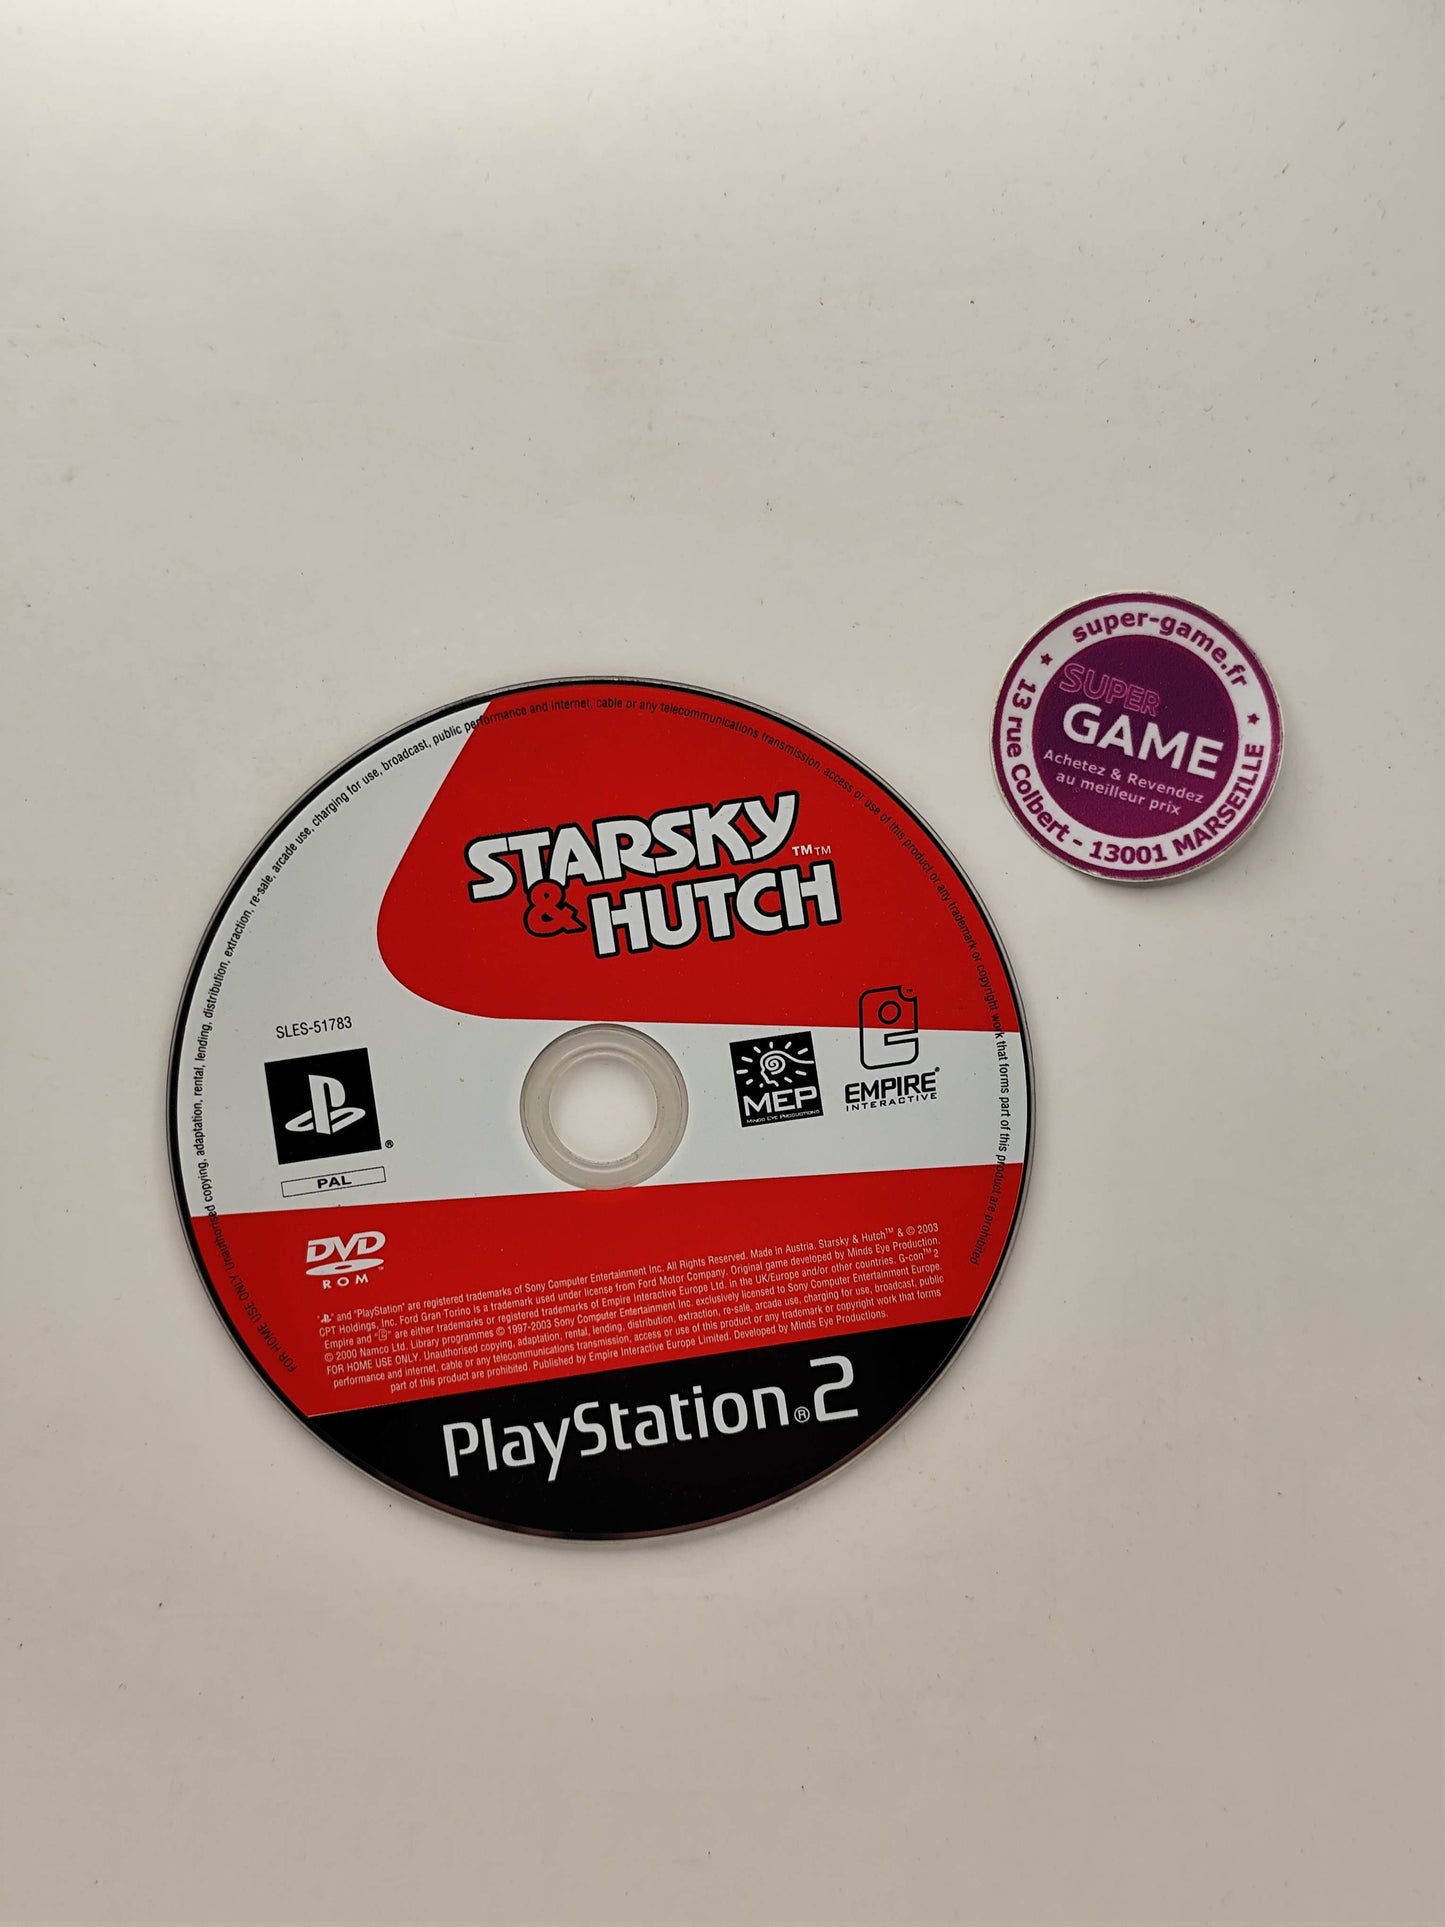 STARSKY
& HUTCH ™™
SLES-51783
®
PAL
MEP
MINDS EYE PRODUCTIONS
™
EMPIRE®
INTERACTIVE
DVD™
ROM
" " and "PlayStation" are registered trademarks of Sony Computer Entertainment Inc. All Rights Reserved. Made in Austria. Starsky & Hutch™ & © 2003
CPT Holdings, Inc. Ford Gran Torino is a trademark used under license from Ford Motor Company. Original game developed by Minds Eye Production.
Empire and " " are either trademarks or registered trademarks of Empire Interactive Europe Ltd. in the UK/Europe and/or other countries. G-con™ 2
© 2000 Namco Ltd. Library programmes © 1997-2003 Sony Computer Entertainment Inc. exclusively licensed to Sony Computer Entertainment Europe.
FOR HOME USE ONLY. Unauthorised copying, adaptation, rental, lending, distribution, extraction, re-sale, arcade use, charging for use, broadcast, public
performance and internet, cable or any telecommunications transmission, access or use of this product or any trademark or copyright work that forms
part of this product are prohibited. Published by Empire Interactive Europe Limited. Developed by Minds Eye Productions.
PlayStation®2
FOR HOME USE ONLY. Unauthorised copying, adaptation, rental, lending, distribution, extraction, re-sale, arcade use, charging for use, broadcast, public performance and internet, cable or any telecommunications transmission, access or use of this product or any trademark or copyright work that forms part of this product are prohibited
super-game.fr
SUPER
GAME
Achetez & Revendez
au meilleur prix
13 rue Colbert - 13001 MARSEILLE